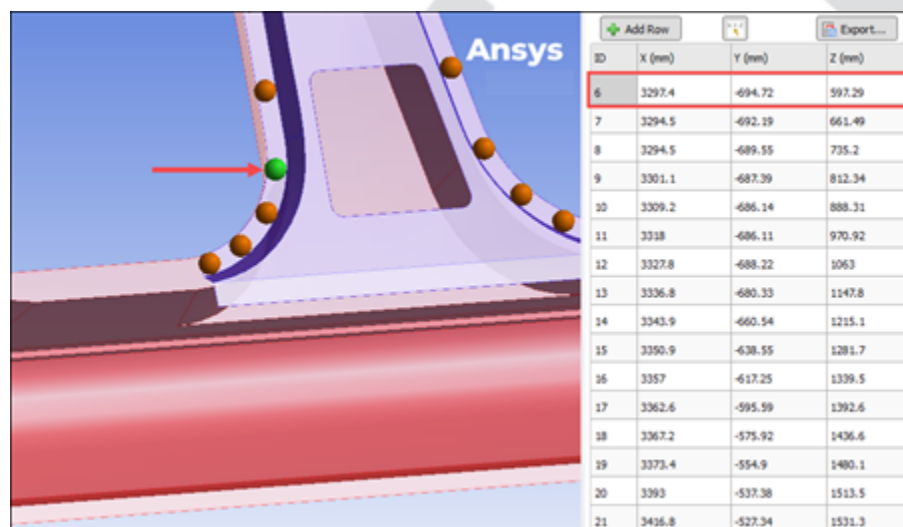 Ansys
Add Row Export...
ID X (mm) Y (mm) Z (mm)
6 3297.4 -694.72 597.29
7 3294.5 -692.19 661.49
8 3294.5 -689.55 735.2
9 3301.1 -687.39 812.34
10 3309.2 -686.14 888.31
11 3318 -686.11 970.92
12 3327.8 -688.22 1063
13 3336.8 -680.33 1147.8
14 3343.9 -660.54 1215.1
15 3350.9 -638.55 1281.7
16 3357 -617.25 1339.5
17 3362.6 -595.59 1392.6
18 3367.2 -575.92 1436.6
19 3373.4 -554.9 1480.1
20 3393 -537.38 1513.5
21 3416.8 -527.34 1531.3